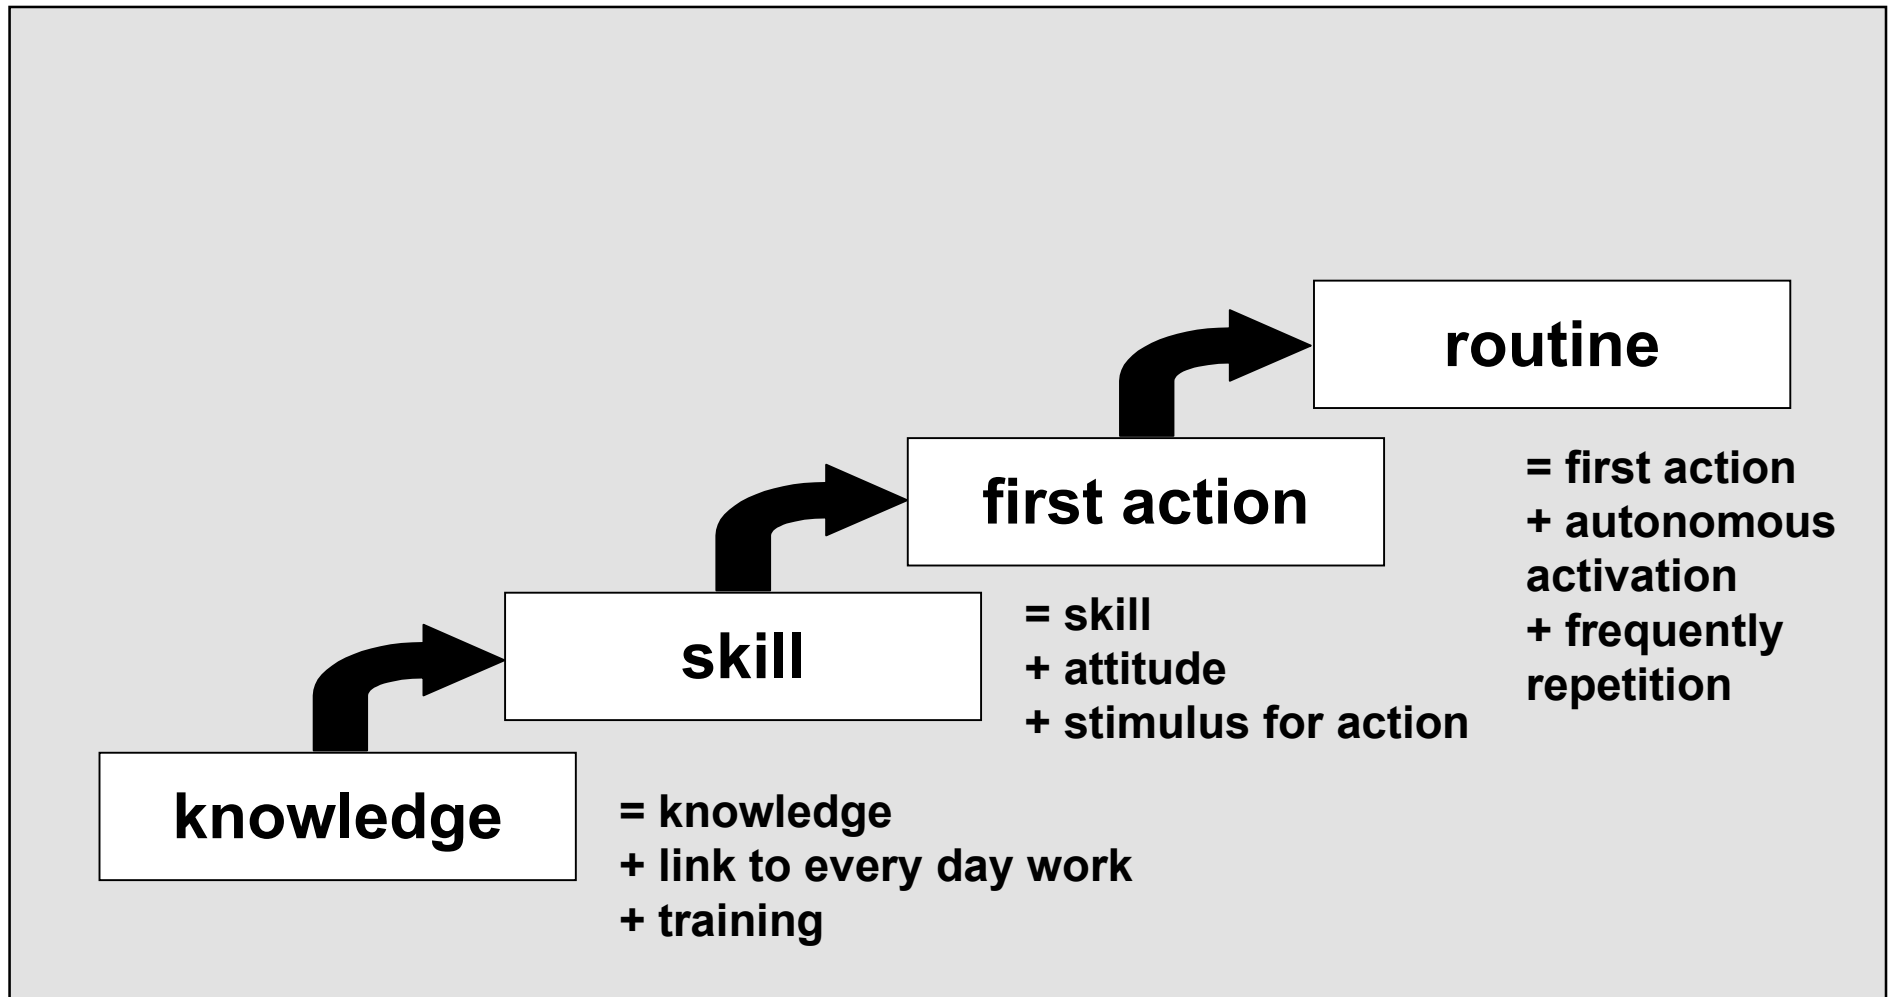 routine
= first action
+ autonomous
activation
+ frequently
repetition
first action
= skill
+ attitude
+ stimulus for action
skill
= knowledge
+ link to every day work
+ training
knowledge